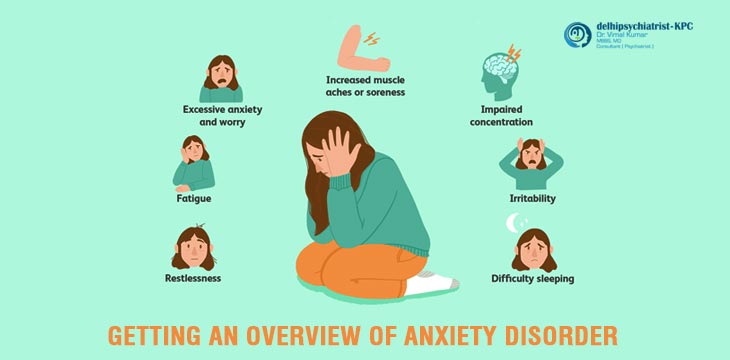 delhipsychiatrist-KPC
Dr. Vimal Kumar
MBBS, MD
Consultant ( Psychiatrist )
Increased muscle
aches or soreness
Excessive anxiety
and worry
Impaired
concentration
Fatigue
Irritability
Restlessness
Difficulty sleeping
GETTING AN OVERVIEW OF ANXIETY DISORDER